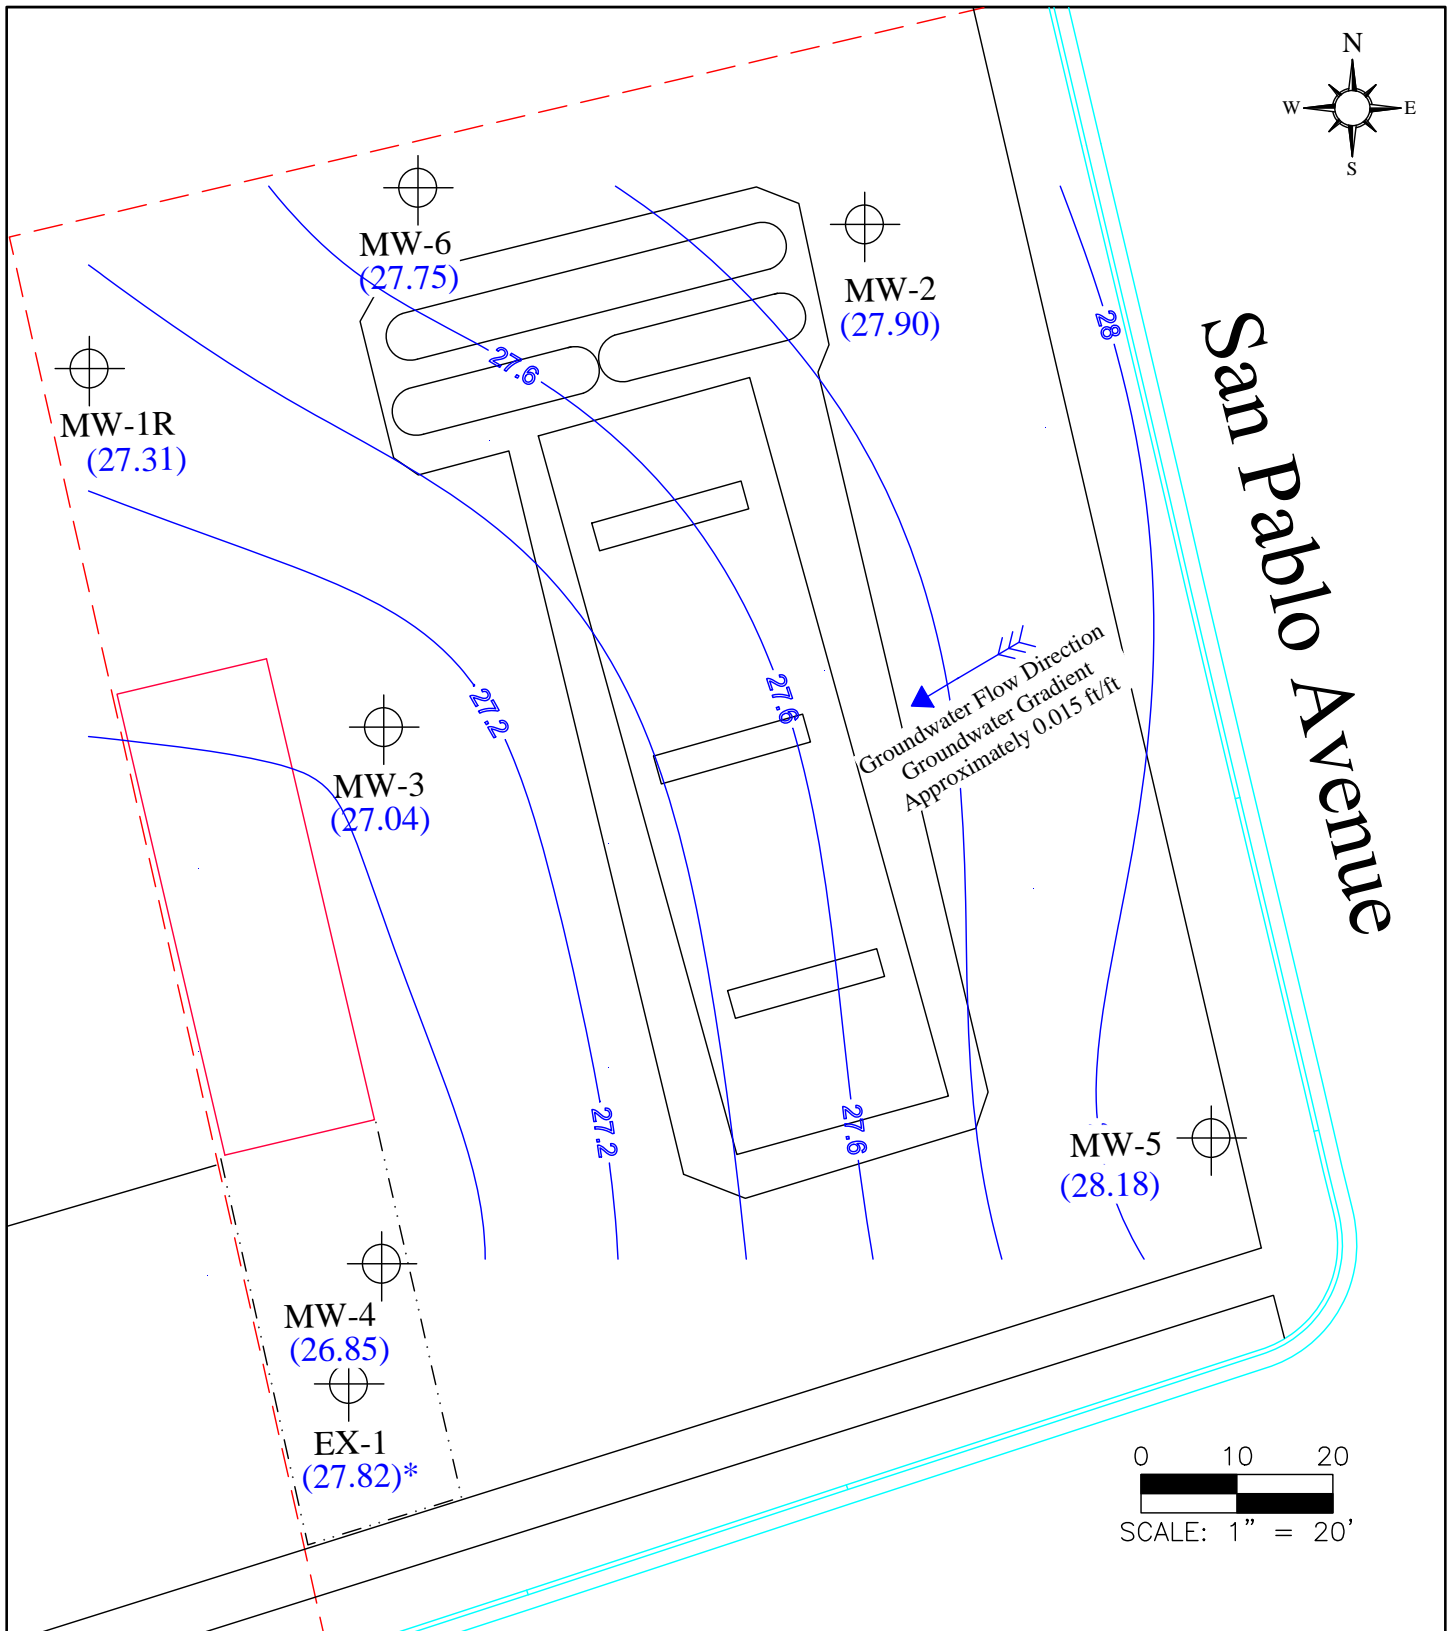 N
W
E
S
MW-6
(27.75)
MW-2
(27.90)
28
27.6
MW-1R
(27.31)
San Pablo Avenue
27.2
27.6
Groundwater Flow Direction
Groundwater Gradient
Approximately 0.015 ft/ft
MW-3
(27.04)
27.2
27.6
MW-5
(28.18)
MW-4
(26.85)
EX-1
(27.82)*
0 10 20
SCALE: 1" = 20'